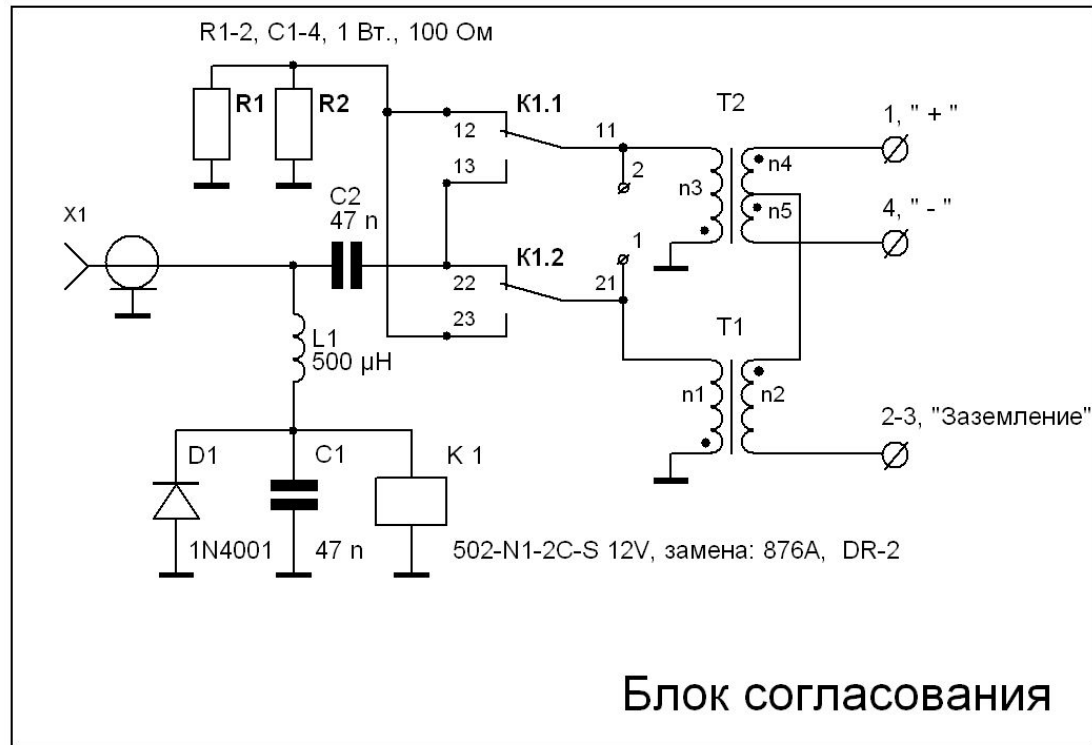 R1-2, C1-4, 1 Вт., 100 Ом
R1
R2
К1.1
T2
1, " + "
12
11
13
2
n3
n4
n5
C2
47 n
4, " - "
X1
К1.2
1
22
21
23
T1
L1
500 µH
n1
n2
2-3, "Заземление"
D1
C1
K 1
1N4001
47 n
502-N1-2C-S 12V, замена: 876A, DR-2
Блок согласования